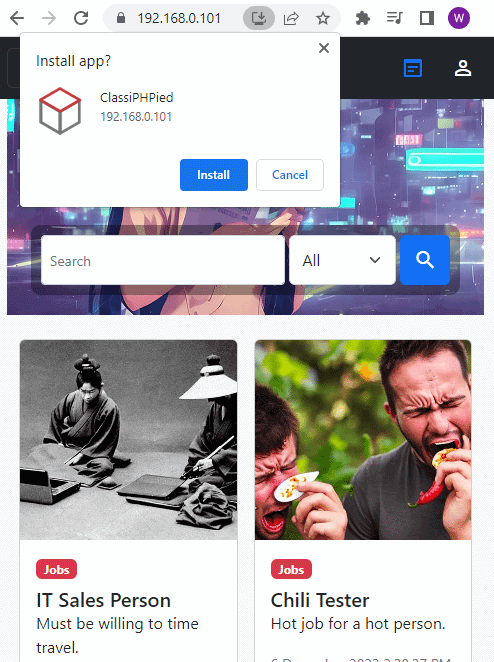 192.168.0.101
W
Install app?
ClassiPHPied
192.168.0.101
Install
Cancel
Search
All
Jobs
IT Sales Person
Must be willing to time
travel.
Jobs
Chili Tester
Hot job for a hot person.